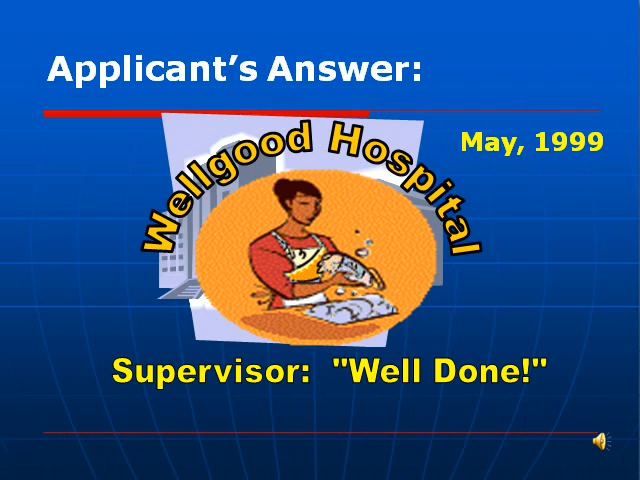 Applicant’s Answer:
May, 1999
Wellgood Hospital
Supervisor: "Well Done!"